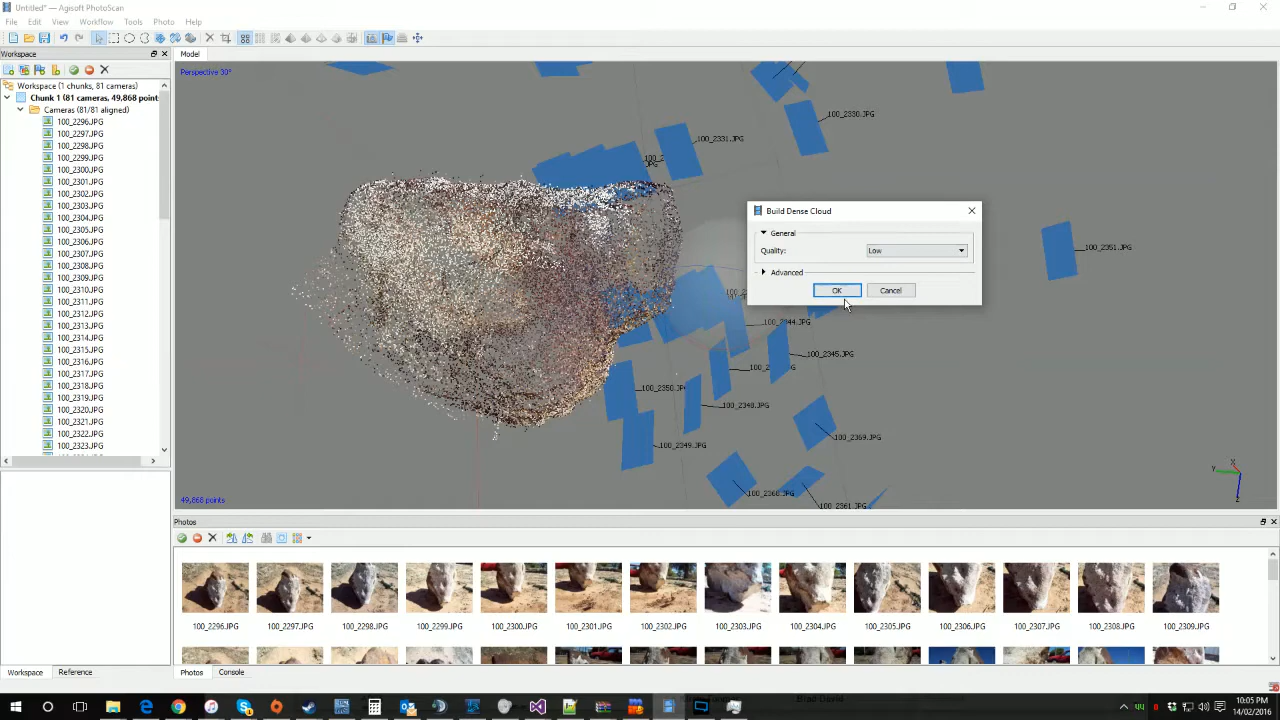 Untitled* — Agisoft PhotoScan
File Edit View Workflow Tools Photo Help
Workspace
Model
Workspace (1 chunks, 81 cameras)
Chunk 1 (81 cameras, 49,868 point:
Cameras (81/81 aligned)
100_2296.JPG
100_2297.JPG
100_2298.JPG
100_2299.JPG
100_2300.JPG
100_2301.JPG
100_2302.JPG
100_2303.JPG
100_2304.JPG
100_2305.JPG
100_2306.JPG
100_2307.JPG
100_2308.JPG
100_2309.JPG
100_2310.JPG
100_2311.JPG
100_2312.JPG
100_2313.JPG
100_2314.JPG
100_2315.JPG
100_2316.JPG
100_2317.JPG
100_2318.JPG
100_2319.JPG
100_2320.JPG
100_2321.JPG
100_2322.JPG
100_2323.JPG
Workspace Reference
Perspective 30°
100_2330.JPG
100_2331.JPG
100_2351.JPG
100_2344.JPG
100_2345.JPG
100_2350.JP
100_2348.JPG
100_2349.JPG
100_2369.JPG
100_2368.JPG
100_2361.JPG
49,868 points
X
Y
Z
Build Dense Cloud
General
Quality: Low
Advanced
OK Cancel
Photos
100_2296.JPG 100_2297.JPG 100_2298.JPG 100_2299.JPG 100_2300.JPG 100_2301.JPG 100_2302.JPG 100_2303.JPG 100_2304.JPG 100_2305.JPG 100_2306.JPG 100_2307.JPG 100_2308.JPG 100_2309.JPG
Photos Console
10:05 PM
14/02/2016